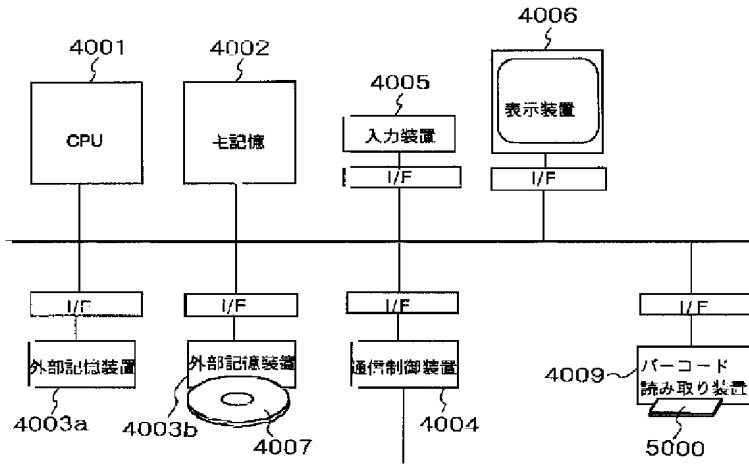 4001
4002
4005
4006
CPU
主記憶
入力装置
表示装置
I/F
I/F
I/F
I/F
I/F
I/F
外部記憶装置
外部記憶装置
通信制御装置
バーコード
読み取り装置
4003a
4003b
4007
4004
4009
5000